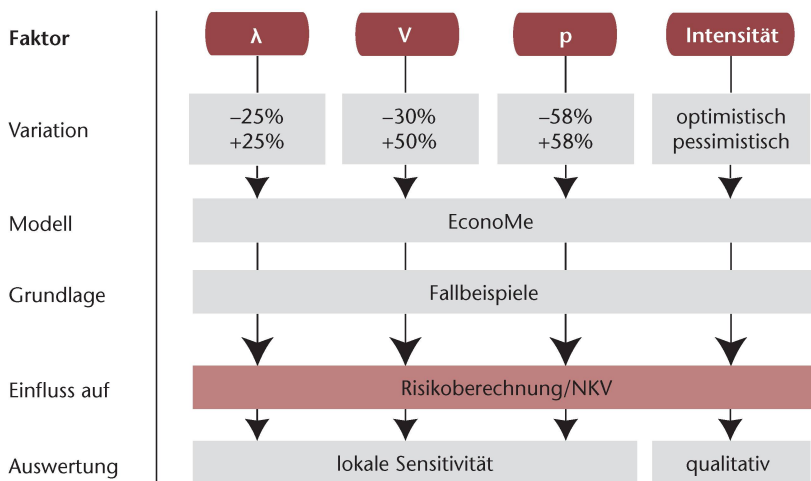 Faktor λ V p Intensität
Variation –25% –30% –58% optimistisch
+25% +50% +58% pessimistisch
Modell EconoMe
Grundlage Fallbeispiele
Einfluss auf Risikoberechnung/NKV
Auswertung lokale Sensitivität qualitativ